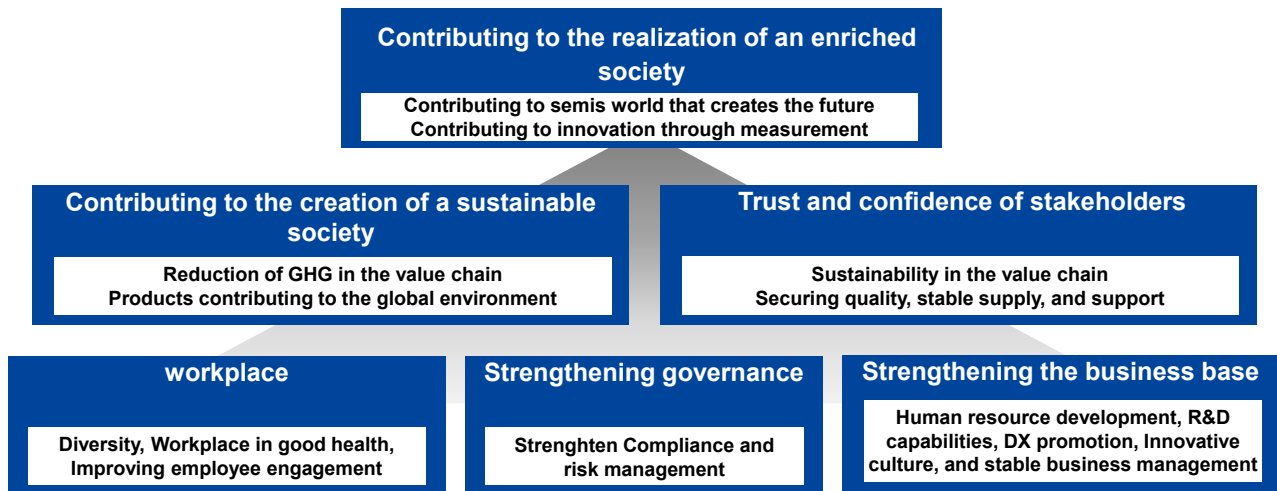 Contributing to the realization of an enriched
society
Contributing to semis world that creates the future
Contributing to innovation through measurement
Contributing to the creation of a sustainable
society
Reduction of GHG in the value chain
Products contributing to the global environment
Trust and confidence of stakeholders
Sustainability in the value chain
Securing quality, stable supply, and support
workplace
Diversity, Workplace in good health,
Improving employee engagement
Strengthening governance
Strenghten Compliance and
risk management
Strengthening the business base
Human resource development, R&D
capabilities, DX promotion, Innovative
culture, and stable business management